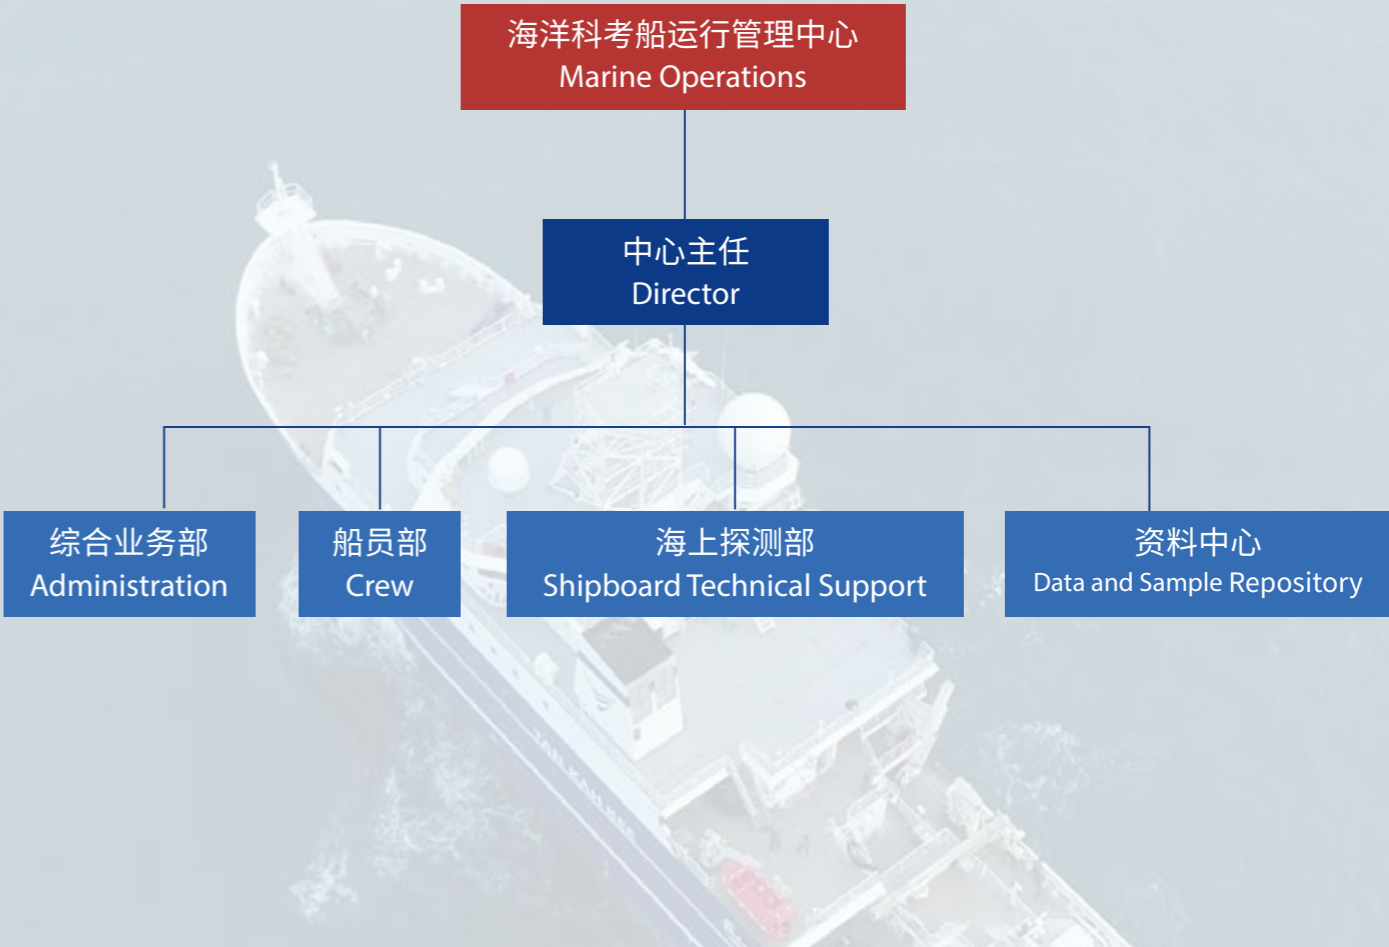 海洋科考船运行管理中心
Marine Operations
中心主任
Director
综合业务部
Administration
船员部
Crew
海上探测部
Shipboard Technical Support
资料中心
Data and Sample Repository